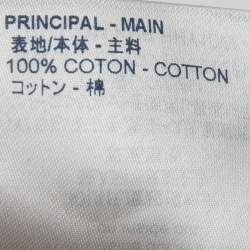 PRINCIPAL - MAIN
表地/本体 - 主料
100% COTON - COTTON
コットン - 棉